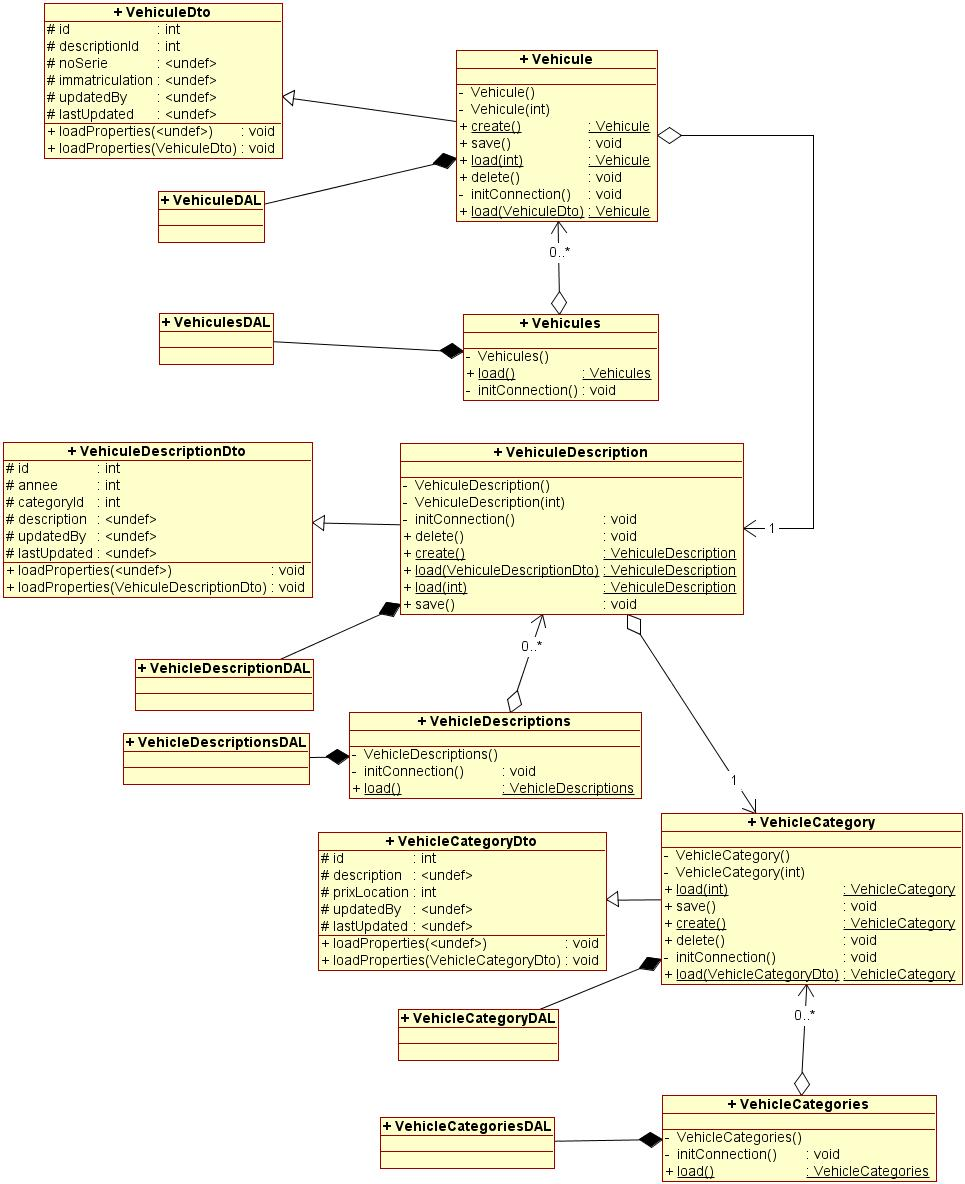 + VehiculeDto
# id : int
# descriptionId : int
# noSerie : <undef>
# immatriculation : <undef>
# updatedBy : <undef>
# lastUpdated : <undef>
+ loadProperties(<undef>) : void
+ loadProperties(VehiculeDto) : void
+ Vehicule
- Vehicule()
- Vehicule(int)
+ create() : Vehicule
+ save() : void
+ load(int) : Vehicule
+ delete() : void
- initConnection() : void
+ load(VehiculeDto) : Vehicule
+ VehiculeDAL
0..*
+ VehiculesDAL
+ Vehicules
- Vehicules()
+ load() : Vehicules
- initConnection() : void
+ VehiculeDescriptionDto
# id : int
# annee : int
# categoryId : int
# description : <undef>
# updatedBy : <undef>
# lastUpdated : <undef>
+ loadProperties(<undef>) : void
+ loadProperties(VehiculeDescriptionDto) : void
+ VehiculeDescription
- VehiculeDescription()
- VehiculeDescription(int)
- initConnection() : void
+ delete() : void
+ create() : VehiculeDescription
+ load(VehiculeDescriptionDto) : VehiculeDescription
+ load(int) : VehiculeDescription
+ save() : void
1
0..*
+ VehicleDescriptionDAL
+ VehicleDescriptionsDAL
+ VehicleDescriptions
- VehicleDescriptions()
- initConnection() : void
+ load() : VehicleDescriptions
1
+ VehicleCategoryDto
# id : int
# description : <undef>
# prixLocation : int
# updatedBy : <undef>
# lastUpdated : <undef>
+ loadProperties(<undef>) : void
+ loadProperties(VehicleCategoryDto) : void
+ VehicleCategory
- VehicleCategory()
- VehicleCategory(int)
+ load(int) : VehicleCategory
+ save() : void
+ create() : VehicleCategory
+ delete() : void
- initConnection() : void
+ load(VehicleCategoryDto) : VehicleCategory
+ VehicleCategoryDAL
0..*
+ VehicleCategoriesDAL
+ VehicleCategories
- VehicleCategories()
- initConnection() : void
+ load() : VehicleCategories